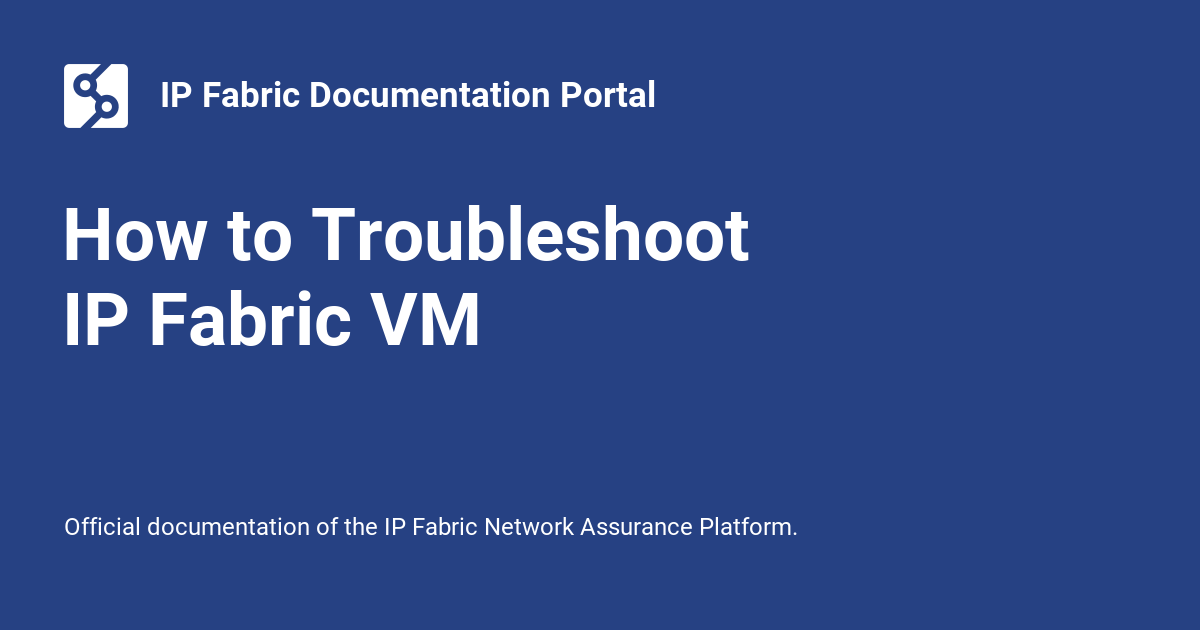 IP Fabric Documentation Portal
How to Troubleshoot
IP Fabric VM
Official documentation of the IP Fabric Network Assurance Platform.